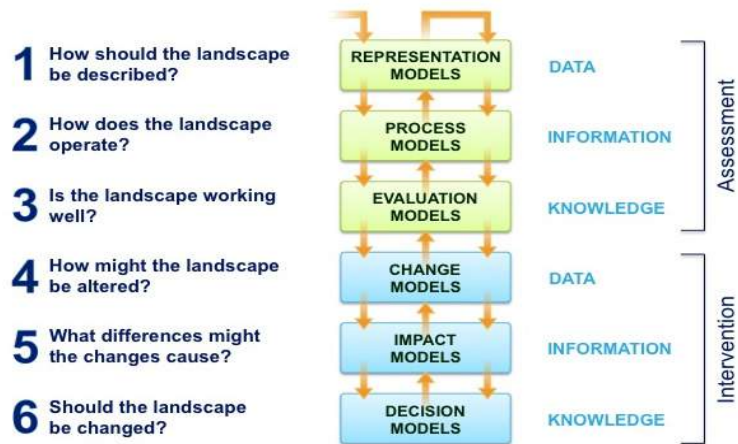 1 How should the landscape
be described?
REPRESENTATION
MODELS
DATA
2 How does the landscape
operate?
PROCESS
MODELS
INFORMATION
3 Is the landscape working
well?
EVALUATION
MODELS
KNOWLEDGE
Assessment
4 How might the landscape
be altered?
CHANGE
MODELS
DATA
5 What differences might
the changes cause?
IMPACT
MODELS
INFORMATION
6 Should the landscape
be changed?
DECISION
MODELS
KNOWLEDGE
Intervention